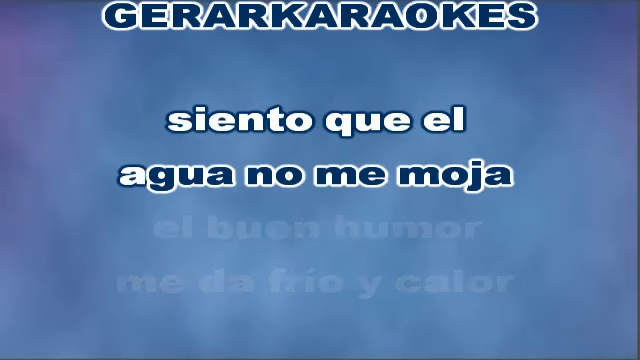 GERARKARAOKES
siento que el
agua no me moja
el buen humor
me da frío y calor